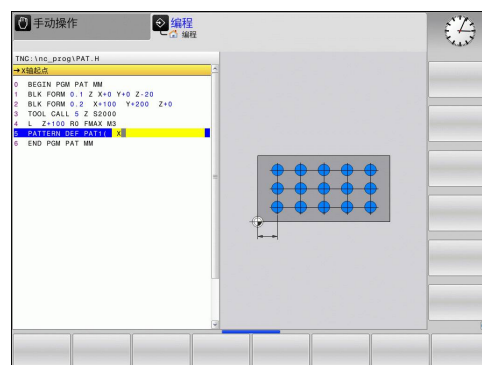 手动操作
编程
编程
TNC:\nc_prog\PAT.H
→X轴起点
0 BEGIN PGM PAT MM
1 BLK FORM 0.1 Z X+0 Y+0 Z-20
2 BLK FORM 0.2 X+100 Y+200 Z+0
3 TOOL CALL 5 Z S2000
4 L Z+100 R0 FMAX M3
5 PATTERN DEF PAT1( X
6 END PGM PAT MM